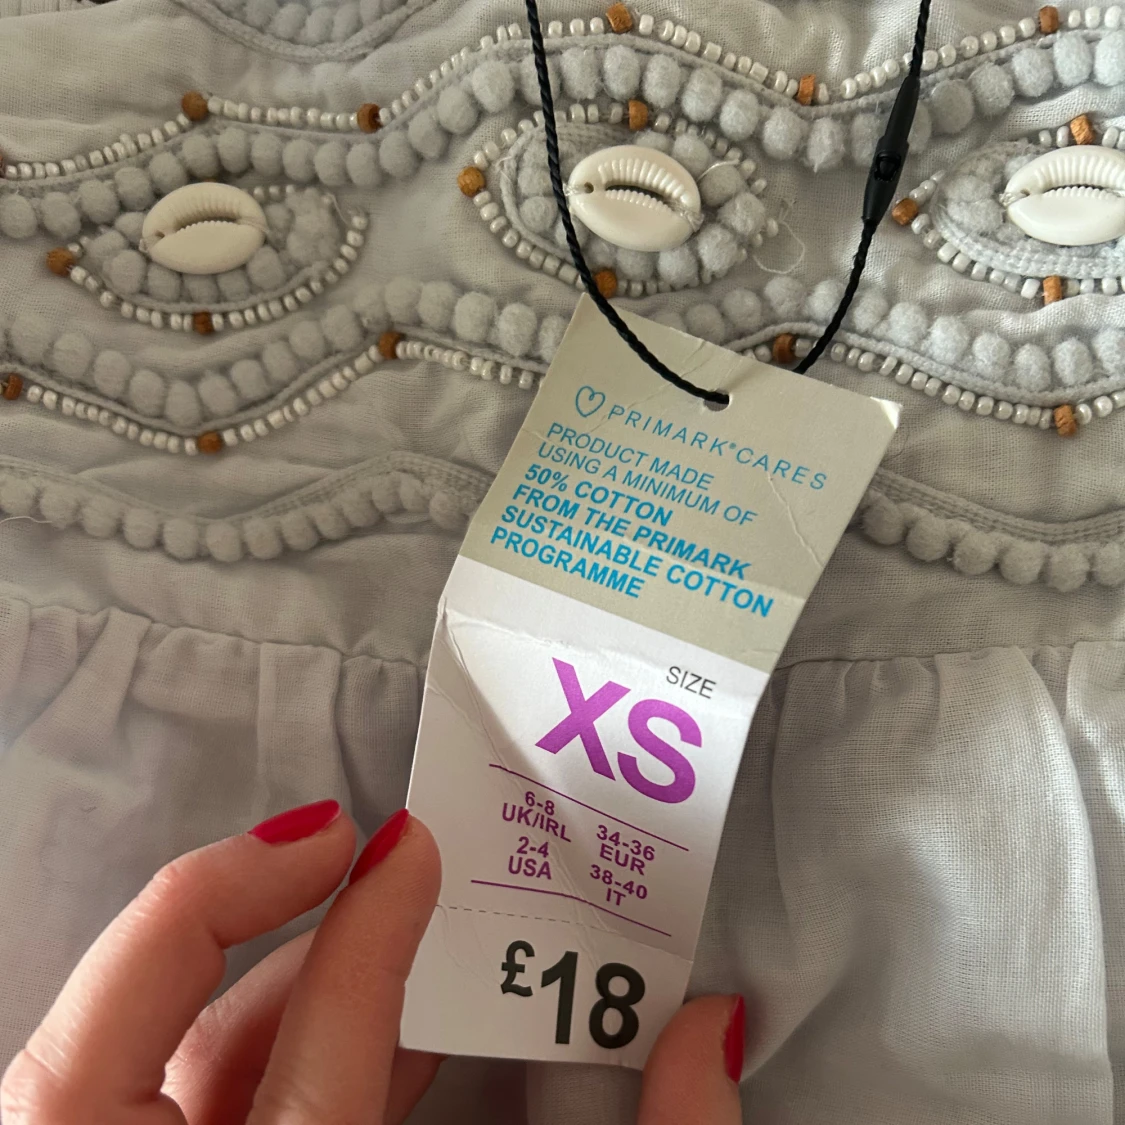 PRIMARK®CARES
PRODUCT MADE
USING A MINIMUM OF
50% COTTON
FROM THE PRIMARK
SUSTAINABLE COTTON
PROGRAMME
SIZE
XS
6-8
UK/IRL
2-4
USA
34-36
EUR
38-40
IT
£18